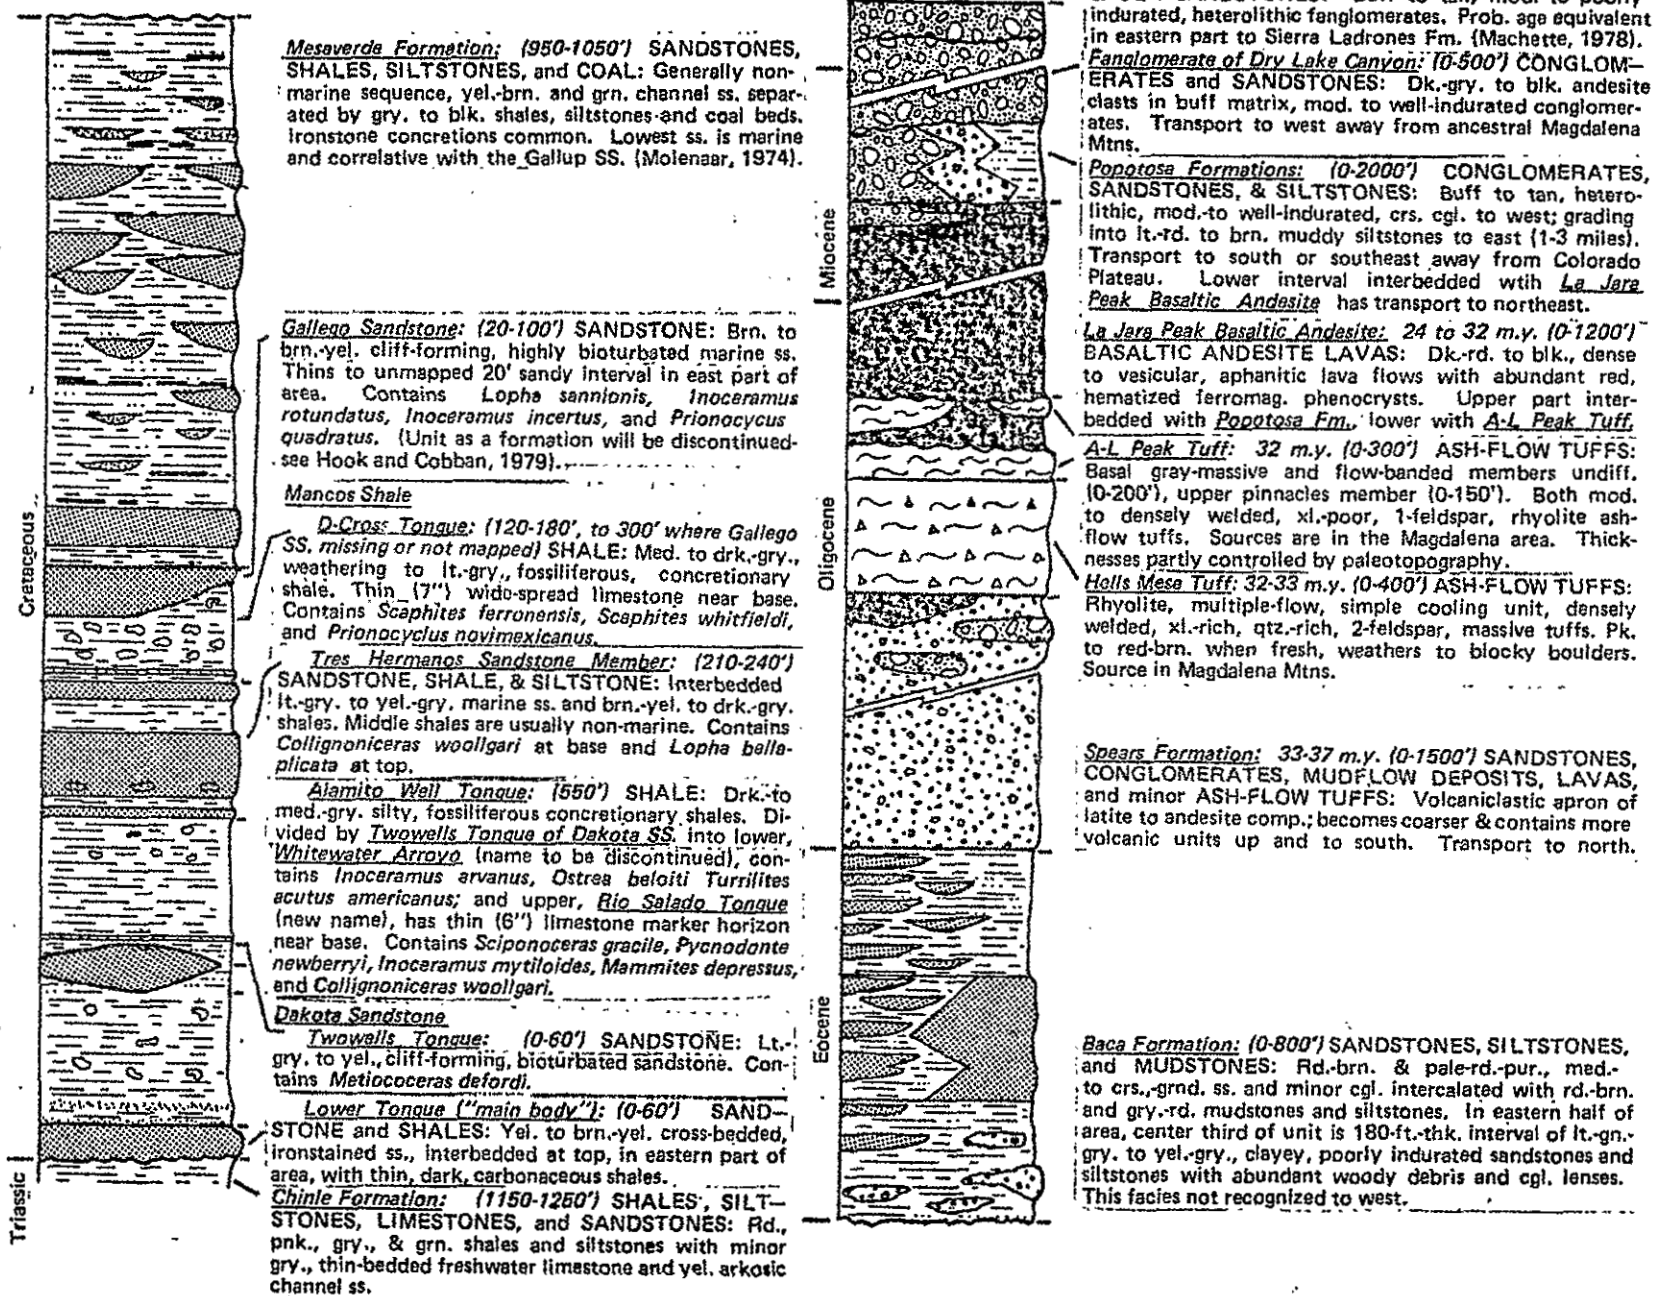 Mesaverde Formation: (950-1050') SANDSTONES,
SHALES, SILTSTONES, and COAL: Generally non-
marine sequence, yel.-brn. and grn. channel ss. separ-
ated by gry. to blk. shales, siltstones and coal beds.
Ironstone concretions common. Lowest ss. is marine
and correlative with the Gallup SS. (Molenaar, 1974).
Gallego Sandstone: (20-100') SANDSTONE: Brn. to
brn.-yel. cliff-forming, highly bioturbated marine ss.
Thins to unmapped 20' sandy interval in east part of
area. Contains Lopha sannionis, Inoceramus
rotundatus, Inoceramus incertus, and Prionocycus
quadratus. (Unit as a formation will be discontinued-
see Hook and Cobban, 1979).
Mancos Shale
D-Cross Tongue: (120-180', to 300' where Gallego
SS. missing or not mapped) SHALE: Med. to drk.-gry.,
weathering to lt.-gry., fossiliferous, concretionary
shale. Thin (7") wide-spread limestone near base.
Contains Scaphites ferronensis, Scaphites whitfieldi,
and Prionocyclus novimexicanus.
Tres Hermanos Sandstone Member: (210-240')
SANDSTONE, SHALE, & SILTSTONE: Interbedded
lt.-gry. to yel.-gry. marine ss. and brn.-yel. to drk.-gry.
shales. Middle shales are usually non-marine. Contains
Collignoniceras woollgari at base and Lopha bella-
plicata at top.
Alamito Well Tongue: (550') SHALE: Drk.-to
med.-gry. silty, fossiliferous concretionary shales. Di-
vided by Twowells Tongue of Dakota SS. into lower,
Whitewater Arroyo (name to be discontinued), con-
tains Inoceramus arvanus, Ostrea beloiti Turrilites
acutus americanus; and upper, Rio Salado Tongue
(new name), has thin (6") limestone marker horizon
near base. Contains Sciponoceras gracile, Pycnodonte
newberryi, Inoceramus mytiloides, Mammites depressus,
and Collignoniceras woollgari.
Dakota Sandstone
Twowells Tongue: (0-60') SANDSTONE: Lt.-
gry. to yel., cliff-forming, bioturbated sandstone. Con-
tains Metiococeras defordi.
Lower Tongue ("main body"): (0-60') SAND-
STONE and SHALES: Yel. to brn.-yel. cross-bedded,
ironstained ss., interbedded at top, in eastern part of
area, with thin, dark, carbonaceous shales.
Chinle Formation: (1150-1250') SHALES, SILT-
STONES, LIMESTONES, and SANDSTONES: Rd.,
pnk., gry., & grn. shales and siltstones with minor
gry., thin-bedded freshwater limestone and yel. arkosic
channel ss.
Cretaceous
Triassic
indurated, heterolithic fanglomerates. Prob. age equivalent
in eastern part to Sierra Ladrones Fm. (Machette, 1978).
Fanglomerate of Dry Lake Canyon: (0-500') CONGLOM-
ERATES and SANDSTONES: Dk.-gry. to blk. andesite
clasts in buff matrix, mod. to well-indurated conglomer-
ates. Transport to west away from ancestral Magdalena
Mtns.
Popotosa Formations: (0-2000') CONGLOMERATES,
SANDSTONES, & SILTSTONES: Buff to tan, hetero-
lithic, mod.-to well-indurated, crs. cgl. to west; grading
into lt.-rd. to brn. muddy siltstones to east (1-3 miles).
Transport to south or southeast away from Colorado
Plateau. Lower interval interbedded wtih La Jara
Peak Basaltic Andesite has transport to northeast.
La Jara Peak Basaltic Andesite: 24 to 32 m.y. (0-1200')
BASALTIC ANDESITE LAVAS: Dk.-rd. to blk., dense
to vesicular, aphanitic lava flows with abundant red,
hematized ferromag. phenocrysts. Upper part inter-
bedded with Popotosa Fm., lower with A-L Peak Tuff.
A-L Peak Tuff: 32 m.y. (0-300') ASH-FLOW TUFFS:
Basal gray-massive and flow-banded members undiff.
(0-200'), upper pinnacles member (0-150'). Both mod.
to densely welded, xl.-poor, 1-feldspar, rhyolite ash-
flow tuffs. Sources are in the Magdalena area. Thick-
nesses partly controlled by paleotopography.
Hells Mesa Tuff: 32-33 m.y. (0-400') ASH-FLOW TUFFS:
Rhyolite, multiple-flow, simple cooling unit, densely
welded, xl.-rich, qtz.-rich, 2-feldspar, massive tuffs. Pk.
to red-brn. when fresh, weathers to blocky boulders.
Source in Magdalena Mtns.
Spears Formation: 33-37 m.y. (0-1500') SANDSTONES,
CONGLOMERATES, MUDFLOW DEPOSITS, LAVAS,
and minor ASH-FLOW TUFFS: Volcaniclastic apron of
latite to andesite comp.; becomes coarser & contains more
volcanic units up and to south. Transport to north.
Baca Formation: (0-800') SANDSTONES, SILTSTONES,
and MUDSTONES: Rd.-brn. & pale-rd.-pur., med.-
to crs.,-grnd. ss. and minor cgl. intercalated with rd.-brn.
and gry.-rd. mudstones and siltstones. In eastern half of
area, center third of unit is 180-ft.-thk. interval of lt.-gn.-
gry. to yel.-gry., clayey, poorly indurated sandstones and
siltstones with abundant woody debris and cgl. lenses.
This facies not recognized to west.
Miocene
Oligocene
Eocene